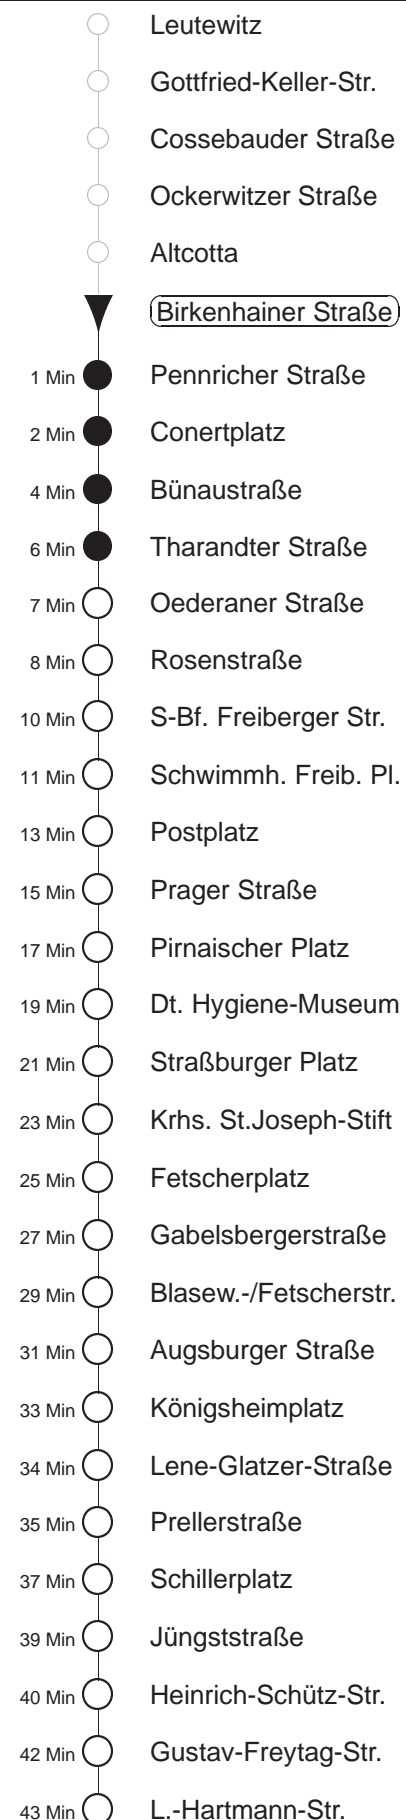 Leutewitz
Gottfried-Keller-Str.
Cossebauder Straße
Ockerwitzer Straße
Altcotta
Birkenhainer Straße
1 Min Pennricher Straße
2 Min Conertplatz
4 Min Bünaustraße
6 Min Tharandter Straße
7 Min Oederaner Straße
8 Min Rosenstraße
10 Min S-Bf. Freiberger Str.
11 Min Schwimmh. Freib. Pl.
13 Min Postplatz
15 Min Prager Straße
17 Min Pirnaischer Platz
19 Min Dt. Hygiene-Museum
21 Min Straßburger Platz
23 Min Krhs. St.Joseph-Stift
25 Min Fetscherplatz
27 Min Gabelsbergerstraße
29 Min Blasew.-/Fetscherstr.
31 Min Augsburger Straße
33 Min Königsheimplatz
34 Min Lene-Glatzer-Straße
35 Min Prellerstraße
37 Min Schillerplatz
39 Min Jüngststraße
40 Min Heinrich-Schütz-Str.
42 Min Gustav-Freytag-Str.
43 Min L.-Hartmann-Str.